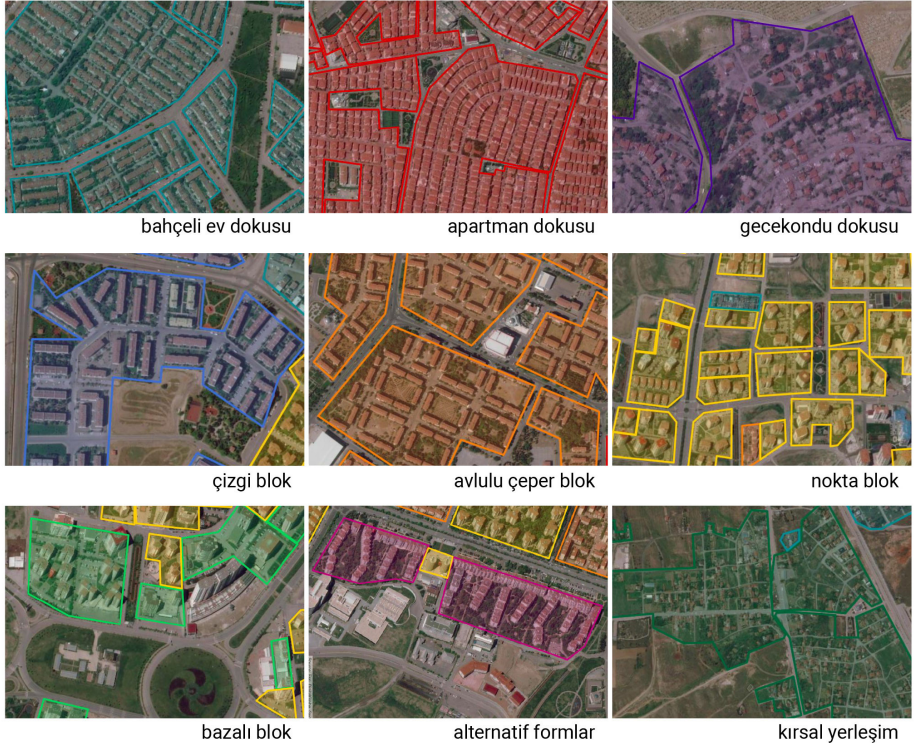 bahçeli ev dokusu
apartman dokusu
gecekondu dokusu
çizgi blok
avlulu çeper blok
nokta blok
bazalı blok
alternatif formlar
kırsal yerleşim